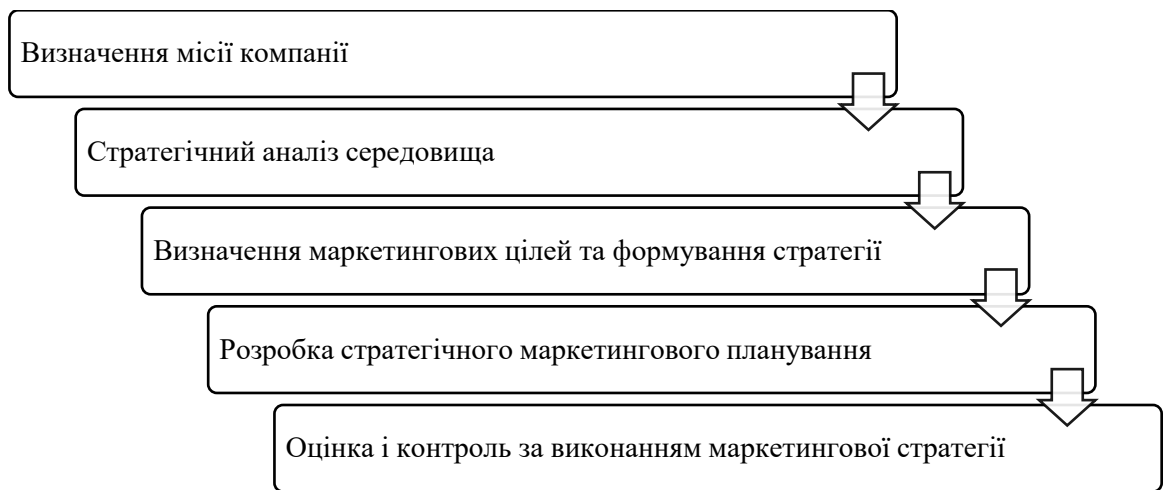 Визначення місії компанії
Стратегічний аналіз середовища
Визначення маркетингових цілей та формування стратегії
Розробка стратегічного маркетингового планування
Оцінка і контроль за виконанням маркетингової стратегії